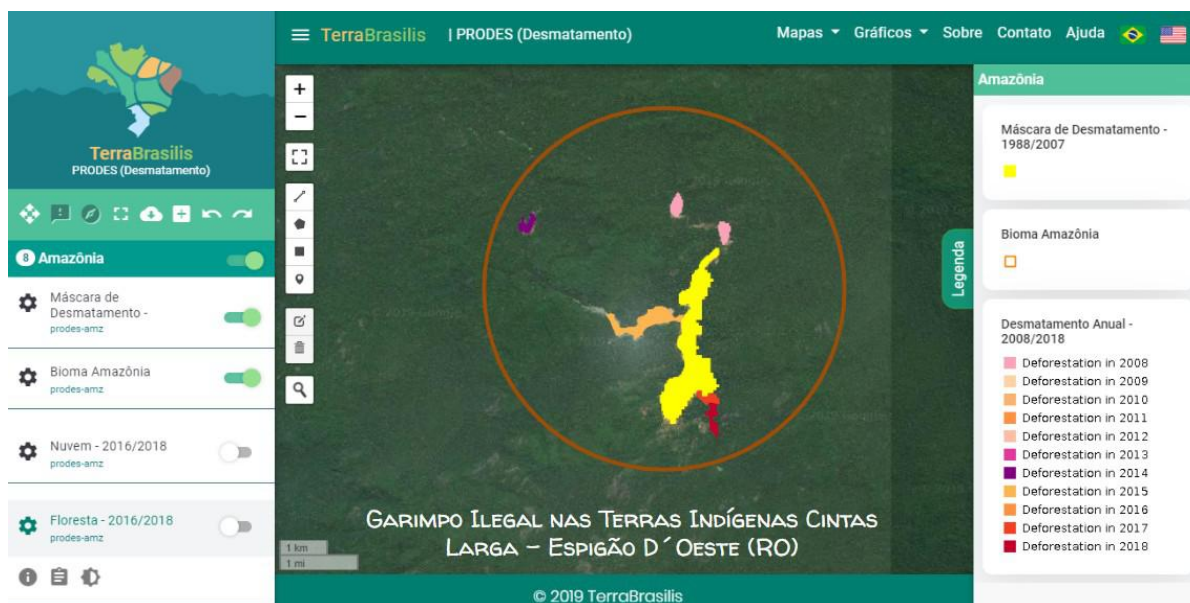 TerraBrasilis
PRODES (Desmatamento)
8 Amazônia
Máscara de
Desmatamento -
prodes-amz
Bioma Amazônia
prodes-amz
Nuvem - 2016/2018
prodes-amz
Floresta - 2016/2018
prodes-amz
TerraBrasilis | PRODES (Desmatamento)
Mapas Gráficos Sobre Contato Ajuda
+
−
GARIMPO ILEGAL NAS TERRAS INDÍGENAS CINTAS
LARGA – ESPIGÃO D´OESTE (RO)
1 km
1 mi
© 2019 TerraBrasilis
Legenda
Amazônia
Máscara de Desmatamento -
1988/2007
Bioma Amazônia
Desmatamento Anual -
2008/2018
Deforestation in 2008
Deforestation in 2009
Deforestation in 2010
Deforestation in 2011
Deforestation in 2012
Deforestation in 2013
Deforestation in 2014
Deforestation in 2015
Deforestation in 2016
Deforestation in 2017
Deforestation in 2018